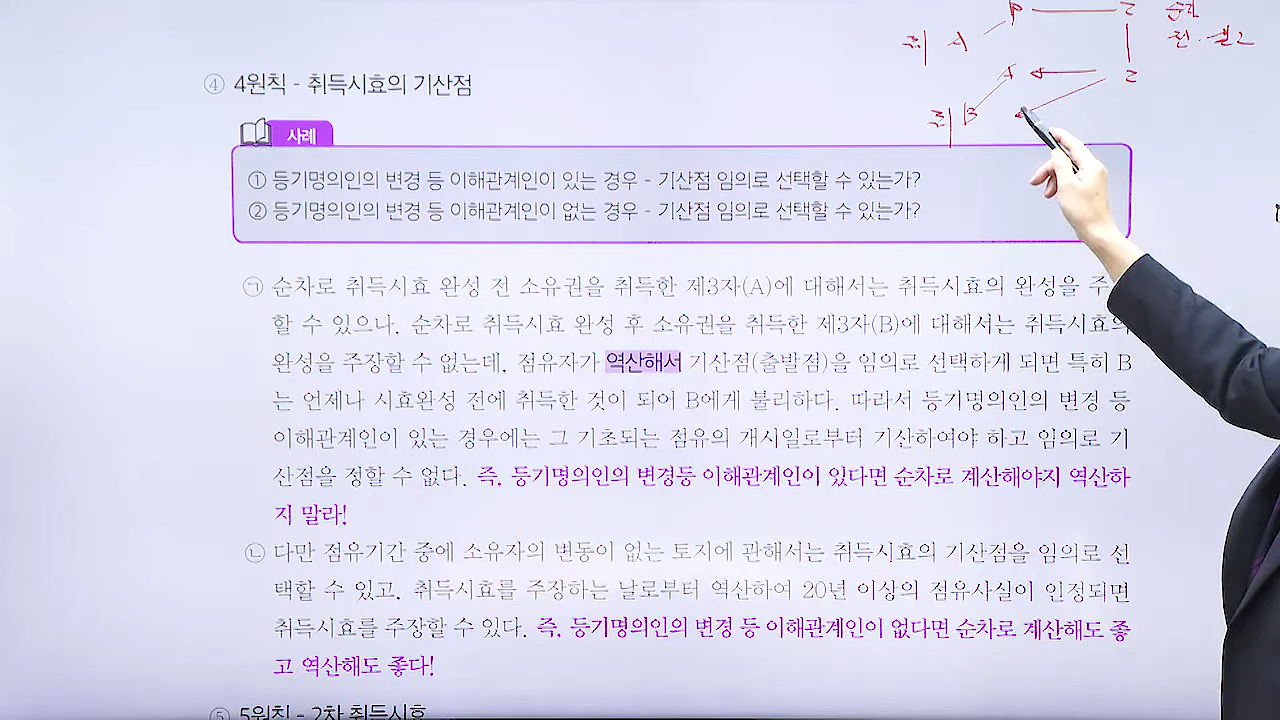 ④ 4원칙 - 취득시효의 기산점
사례
① 등기명의인의 변경 등 이해관계인이 있는 경우 - 기산점 임의로 선택할 수 있는가?
② 등기명의인의 변경 등 이해관계인이 없는 경우 - 기산점 임의로 선택할 수 있는가?
㉠ 순차로 취득시효 완성 전 소유권을 취득한 제3자(A)에 대해서는 취득시효의 완성을 주
할 수 있으나, 순차로 취득시효 완성 후 소유권을 취득한 제3자(B)에 대해서는 취득시효의
완성을 주장할 수 없는데, 점유자가 역산해서 기산점(출발점)을 임의로 선택하게 되면 특히 B
는 언제나 시효완성 전에 취득한 것이 되어 B에게 불리하다. 따라서 등기명의인의 변경 등
이해관계인이 있는 경우에는 그 기초되는 점유의 개시일로부터 기산하여야 하고 임의로 기
산점을 정할 수 없다. 즉, 등기명의인의 변경등 이해관계인이 있다면 순차로 계산해야지 역산하
지 말라!
㉡ 다만 점유기간 중에 소유자의 변동이 없는 토지에 관해서는 취득시효의 기산점을 임의로 선
택할 수 있고, 취득시효를 주장하는 날로부터 역산하여 20년 이상의 점유사실이 인정되면
취득시효를 주장할 수 있다. 즉, 등기명의인의 변경 등 이해관계인이 없다면 순차로 계산해도 좋
고 역산해도 좋다!
⑤ 5원칙 - 2차 취득시효